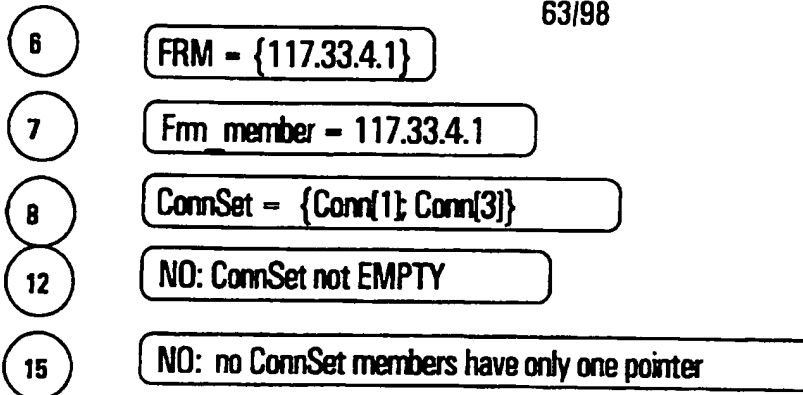 63/98
6 FRM = {117.33.4.1}
7 Frm_member = 117.33.4.1
8 ConnSet = {Conn[1]; Conn[3]}
12 NO: ConnSet not EMPTY
15 NO: no ConnSet members have only one pointer